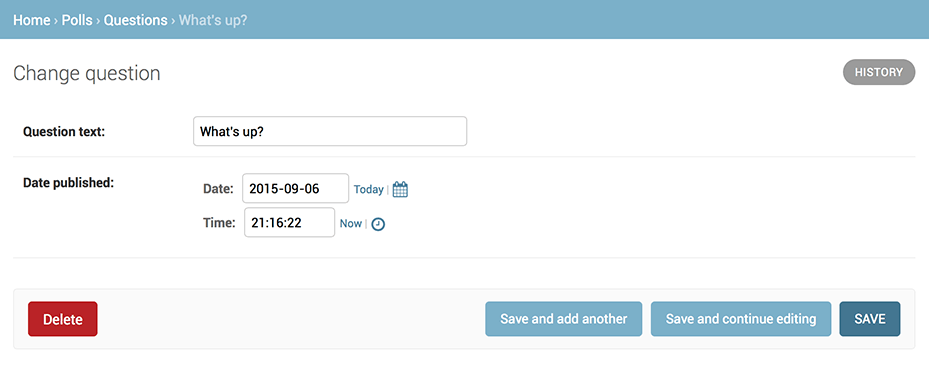 Home › Polls › Questions › What's up?
Change question
HISTORY
Question text: What's up?
Date published:
Date: 2015-09-06 Today |
Time: 21:16:22 Now |
Delete Save and add another Save and continue editing SAVE